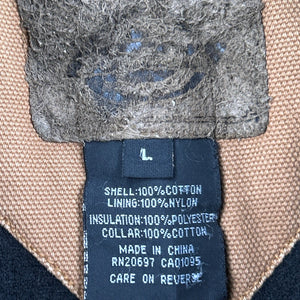 L
SHELL:100%COTTON
LINING:100%NYLON
INSULATION:100%POLYESTER
COLLAR:100%COTTON
MADE IN CHINA
RN20697 CA01095
CARE ON REVERSE